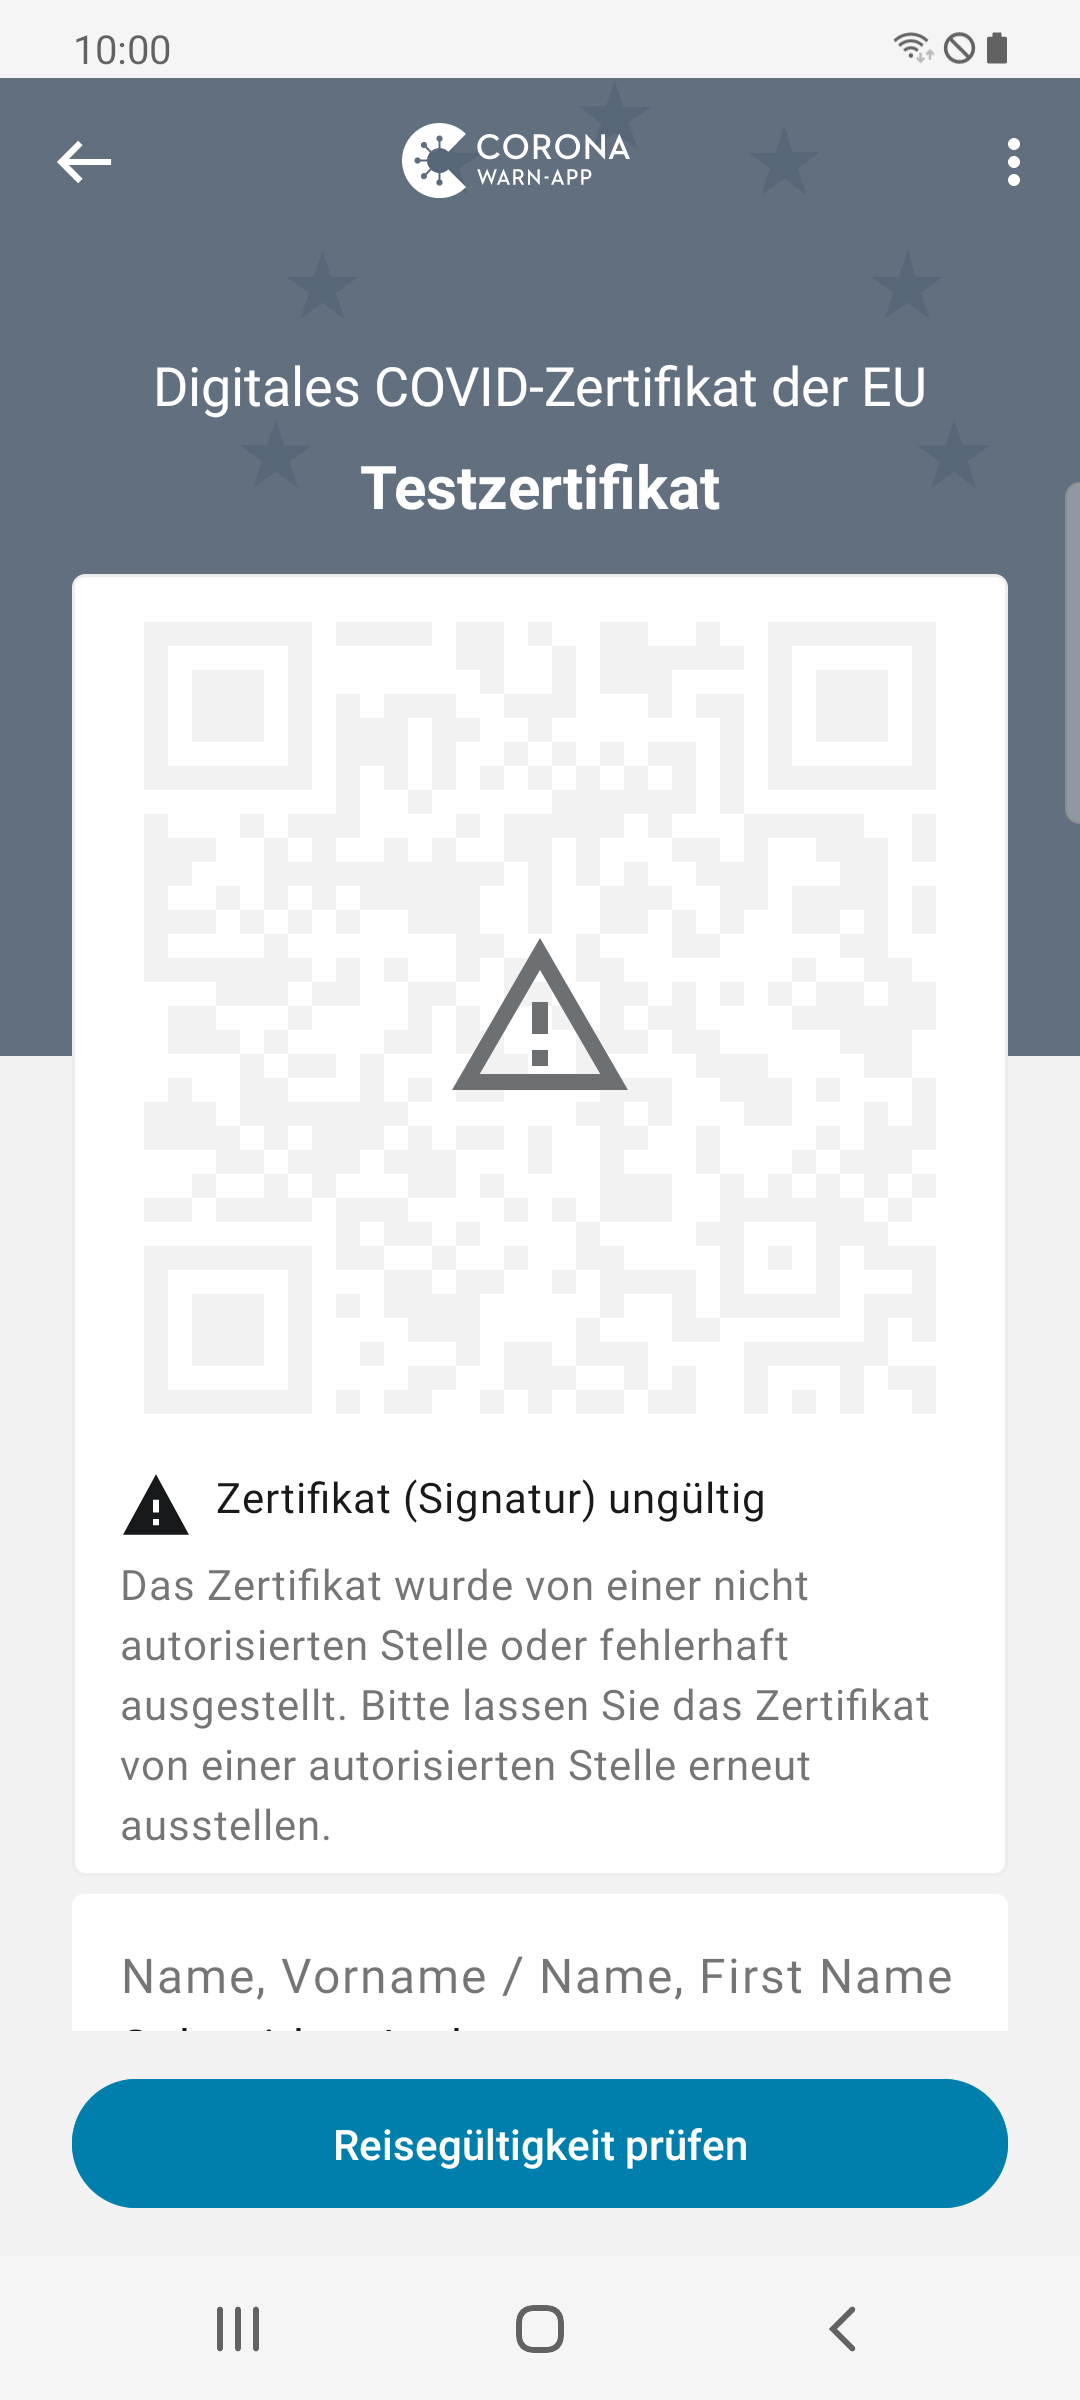 10:00
CORONA
WARN-APP
Digitales COVID-Zertifikat der EU
Testzertifikat
Zertifikat (Signatur) ungültig
Das Zertifikat wurde von einer nicht
autorisierten Stelle oder fehlerhaft
ausgestellt. Bitte lassen Sie das Zertifikat
von einer autorisierten Stelle erneut
ausstellen.
Name, Vorname / Name, First Name
Reisegültigkeit prüfen